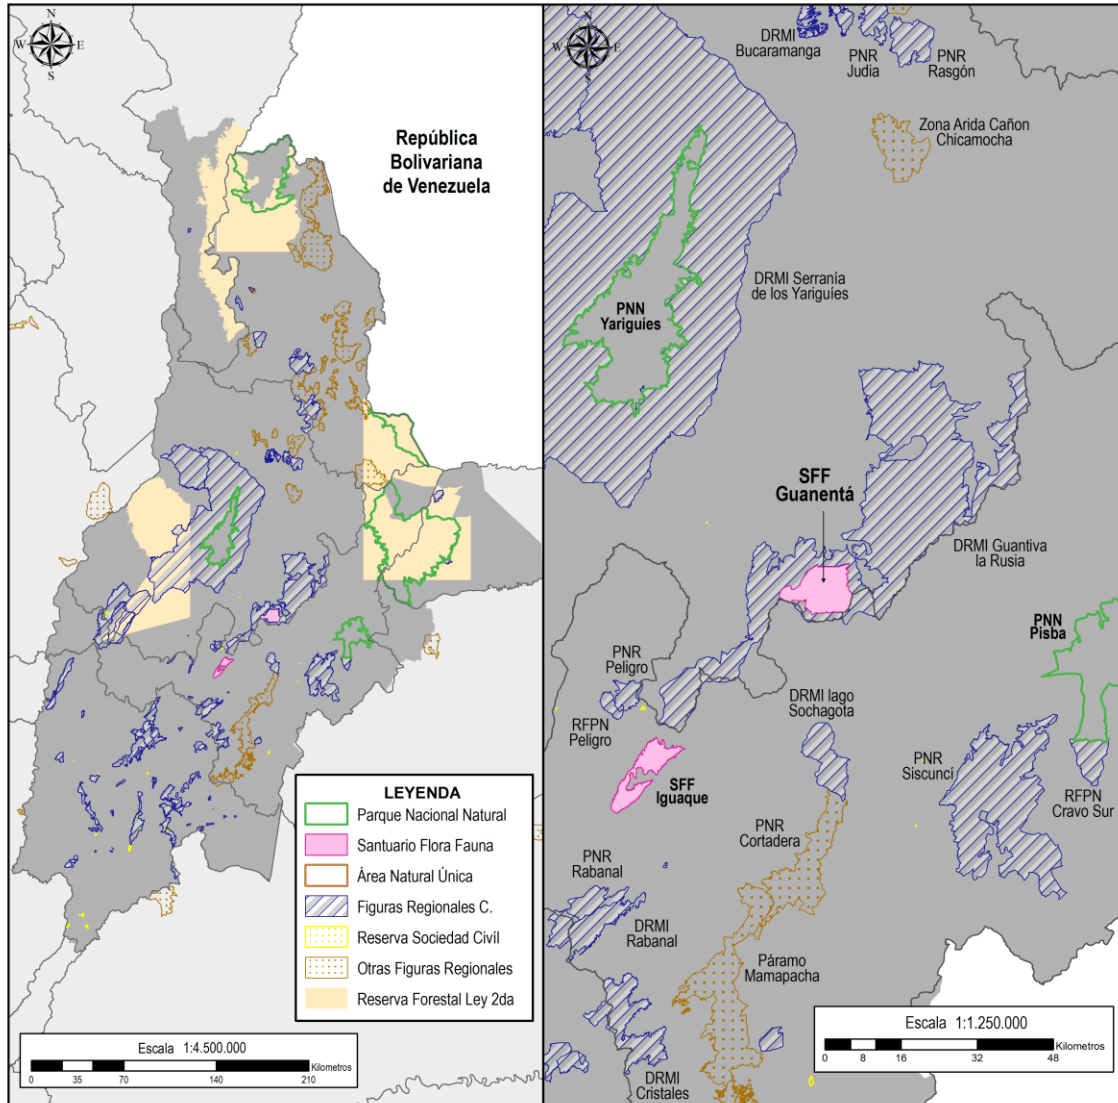 N
W
E
S
República
Bolivariana
de Venezuela
LEYENDA
Parque Nacional Natural
Santuario Flora Fauna
Área Natural Única
Figuras Regionales C.
Reserva Sociedad Civil
Otras Figuras Regionales
Reserva Forestal Ley 2da
Escala 1:4.500.000
Kilometros
0 35 70 140 210
N
W
E
S
DRMI
Bucaramanga
PNR
Judia
PNR
Rasgón
Zona Arida Cañon
Chicamocha
DRMI Serranía
de los Yariguíes
PNN
Yariguíes
SFF
Guanentá
DRMI Guantiva
la Rusia
PNN
Pisba
PNR
Peligro
RFPN
Peligro
DRMI lago
Sochagota
SFF
Iguaque
PNR
Siscuncí
RFPN
Cravo Sur
PNR
Cortadera
PNR
Rabanal
DRMI
Rabanal
Páramo
Mamapacha
DRMI
Cristales
Escala 1:1.250.000
Kilometros
0 8 16 32 48